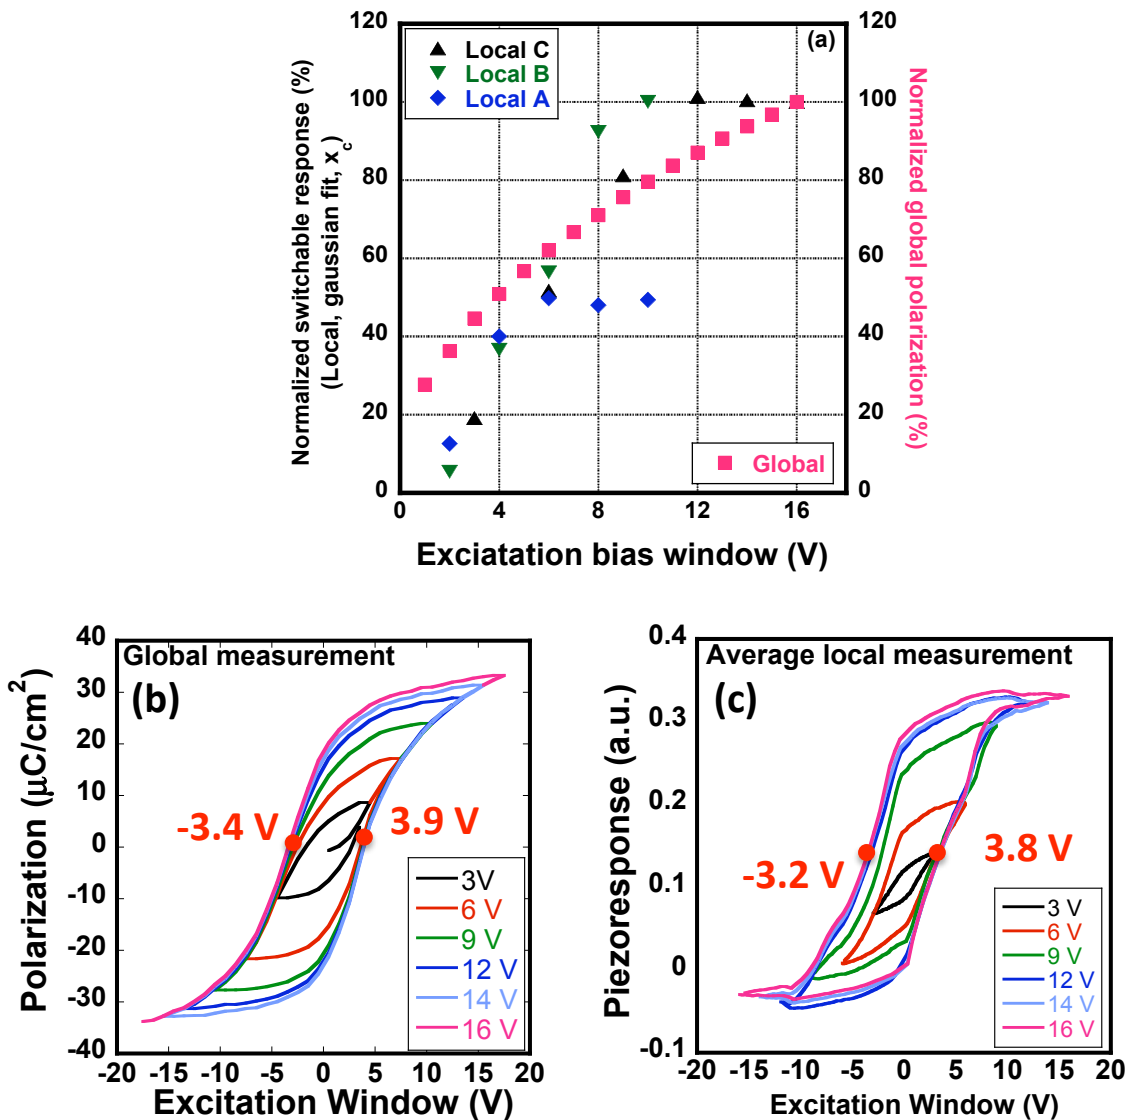 120
100
80
60
40
20
0
Normalized switchable response (%)
(Local, gaussian fit, x_c)
Local C
Local B
Local A
(a)
120
100
80
60
40
20
0
Normalized global polarization (%)
Global
0 4 8 12 16
Exciatation bias window (V)
40
30
20
10
0
-10
-20
-30
-40
Polarization (μC/cm²)
Global measurement
(b)
-3.4 V
3.9 V
3V
6 V
9 V
12 V
14 V
16 V
-20 -15 -10 -5 0 5 10 15 20
Excitation Window (V)
0.4
0.3
0.2
0.1
0
-0.1
Piezoresponse (a.u.)
Average local measurement
(c)
-3.2 V
3.8 V
3 V
6 V
9 V
12 V
14 V
16 V
-20 -15 -10 -5 0 5 10 15 20
Excitation Window (V)